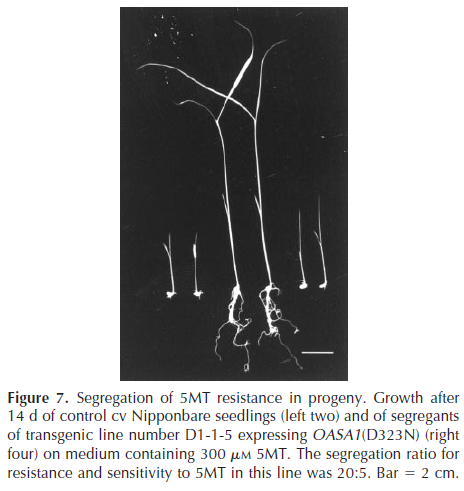 Figure 7. Segregation of 5MT resistance in progeny. Growth after
14 d of control cv Nipponbare seedlings (left two) and of segregants
of transgenic line number D1-1-5 expressing OASA1(D323N) (right
four) on medium containing 300 μM 5MT. The segregation ratio for
resistance and sensitivity to 5MT in this line was 20:5. Bar = 2 cm.